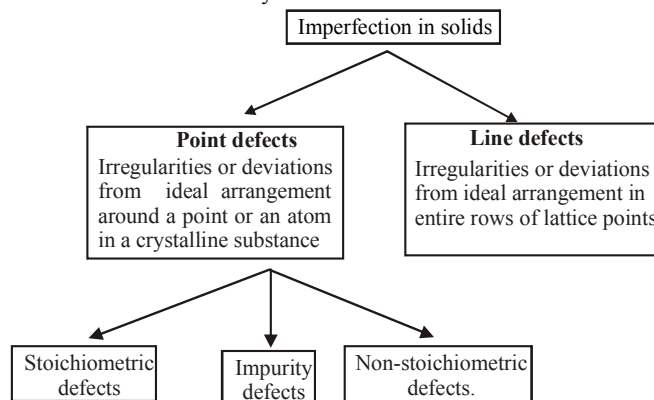 Imperfection in solids
Point defects
Irregularities or deviations
from ideal arrangement
around a point or an atom
in a crystalline substance
Line defects
Irregularities or deviations
from ideal arrangement in
entire rows of lattice points
Stoichiometric
defects
Impurity
defects
Non-stoichiometric
defects.